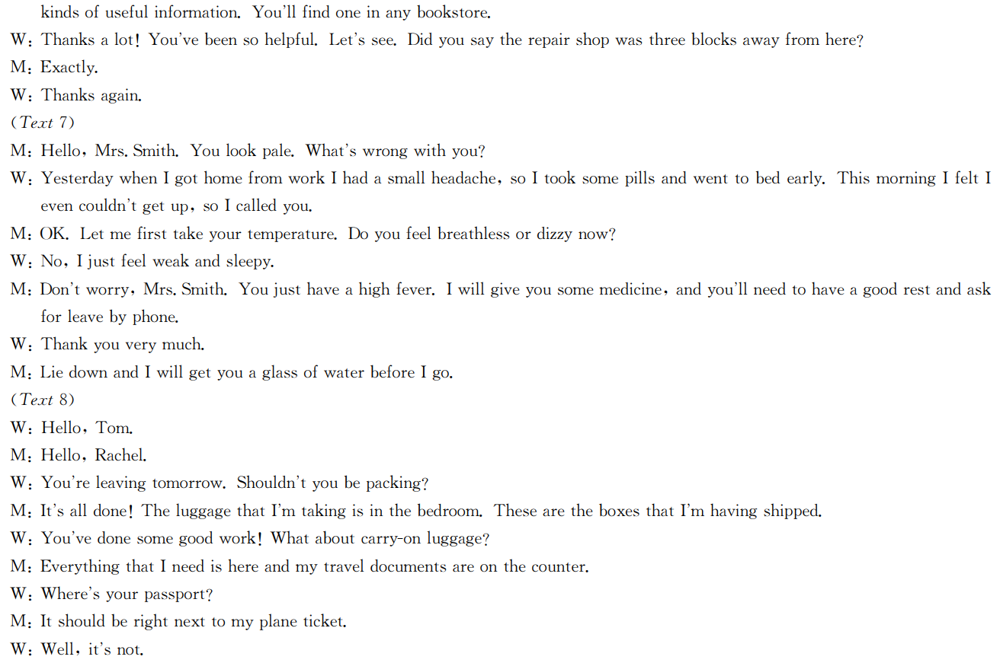 kinds of useful information. You'll find one in any bookstore.
W: Thanks a lot! You've been so helpful. Let's see. Did you say the repair shop was three blocks away from here?
M: Exactly.
W: Thanks again.
(Text 7)
M: Hello, Mrs. Smith. You look pale. What's wrong with you?
W: Yesterday when I got home from work I had a small headache, so I took some pills and went to bed early. This morning I felt I
even couldn't get up, so I called you.
M: OK. Let me first take your temperature. Do you feel breathless or dizzy now?
W: No, I just feel weak and sleepy.
M: Don't worry, Mrs. Smith. You just have a high fever. I will give you some medicine, and you'll need to have a good rest and ask
for leave by phone.
W: Thank you very much.
M: Lie down and I will get you a glass of water before I go.
(Text 8)
W: Hello, Tom.
M: Hello, Rachel.
W: You're leaving tomorrow. Shouldn't you be packing?
M: It's all done! The luggage that I'm taking is in the bedroom. These are the boxes that I'm having shipped.
W: You've done some good work! What about carry-on luggage?
M: Everything that I need is here and my travel documents are on the counter.
W: Where's your passport?
M: It should be right next to my plane ticket.
W: Well, it's not.